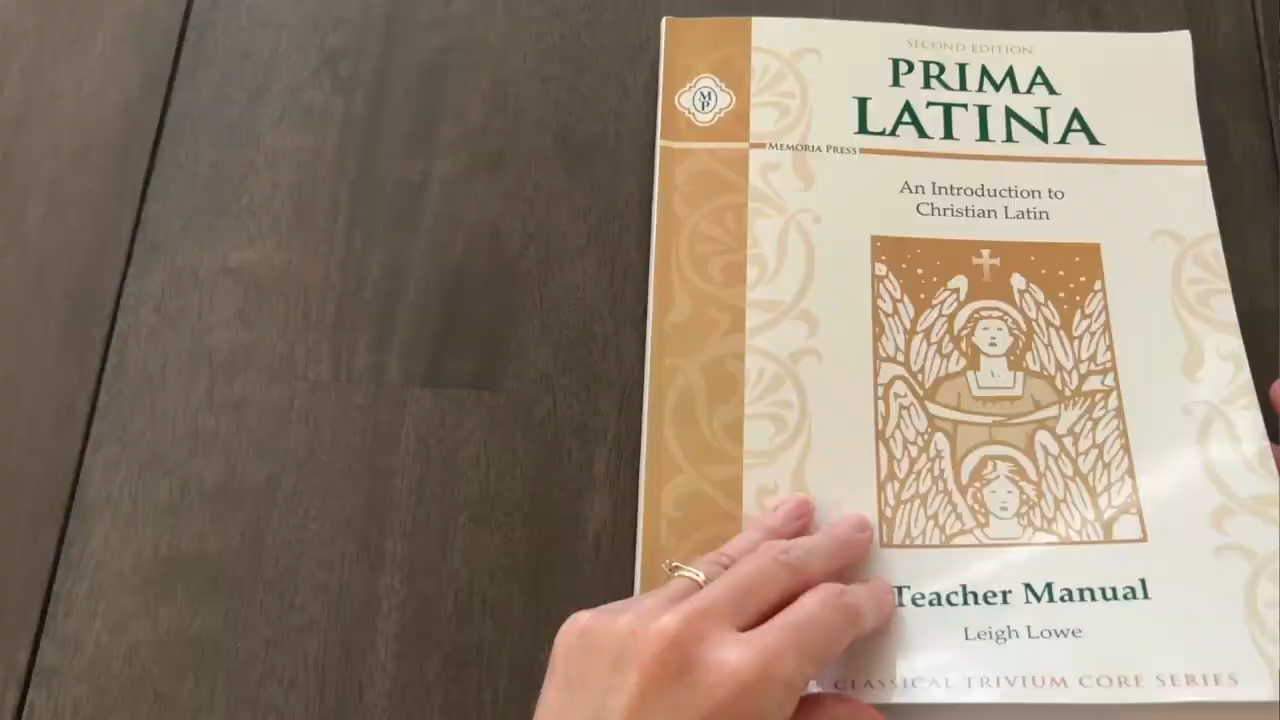 SECOND EDITION
PRIMA
LATINA
M
P
MEMORIA PRESS
An Introduction to
Christian Latin
Teacher Manual
Leigh Lowe
CLASSICAL TRIVIUM CORE SERIES